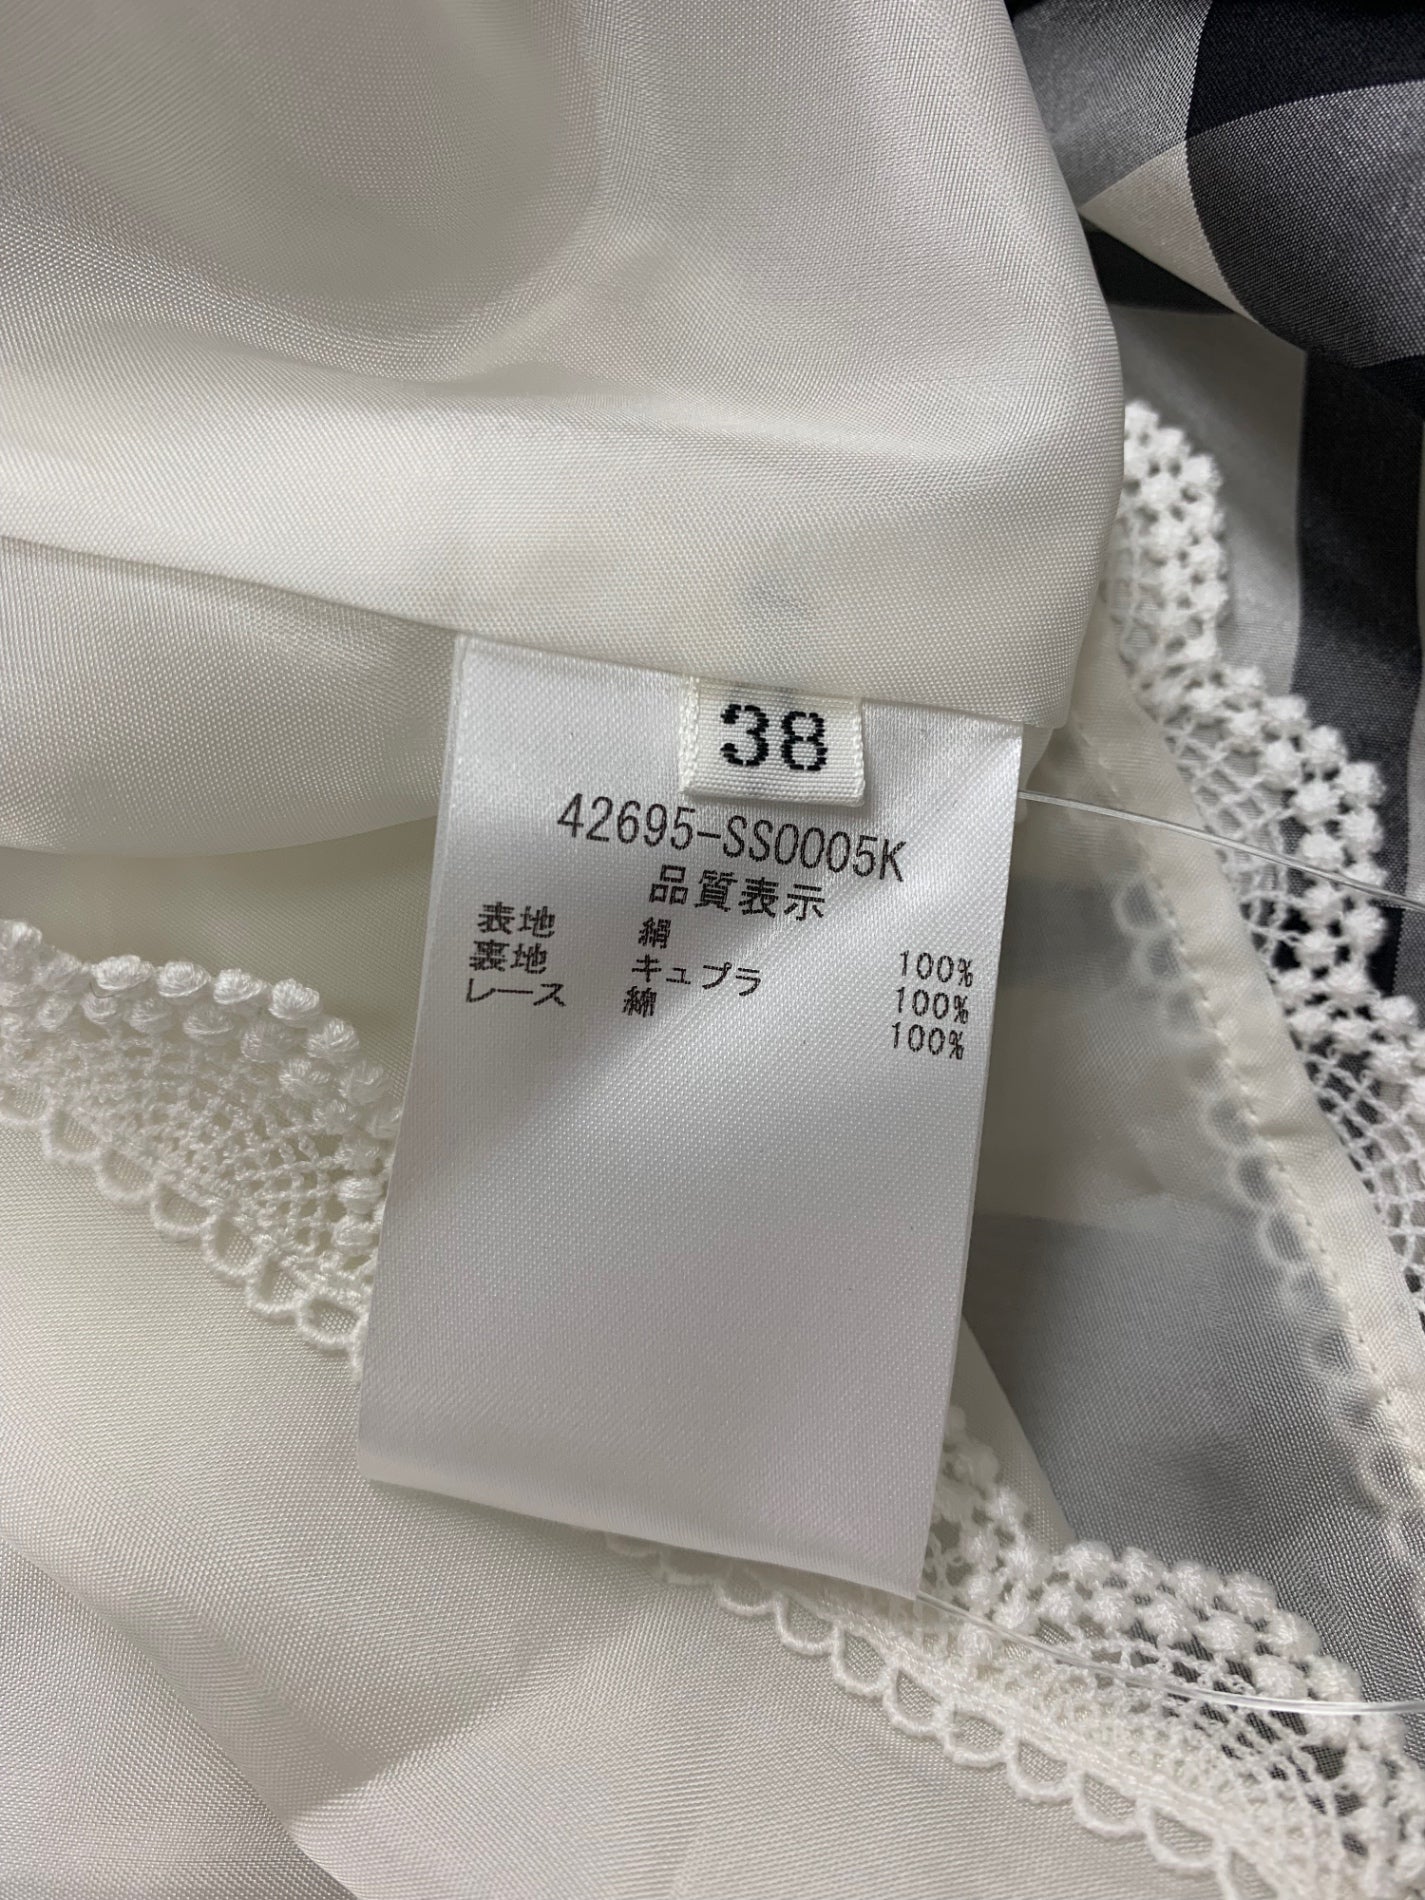 38
42695-SS0005K
品質表示
表地 絹 100%
裏地 キュプラ 100%
レース 綿 100%